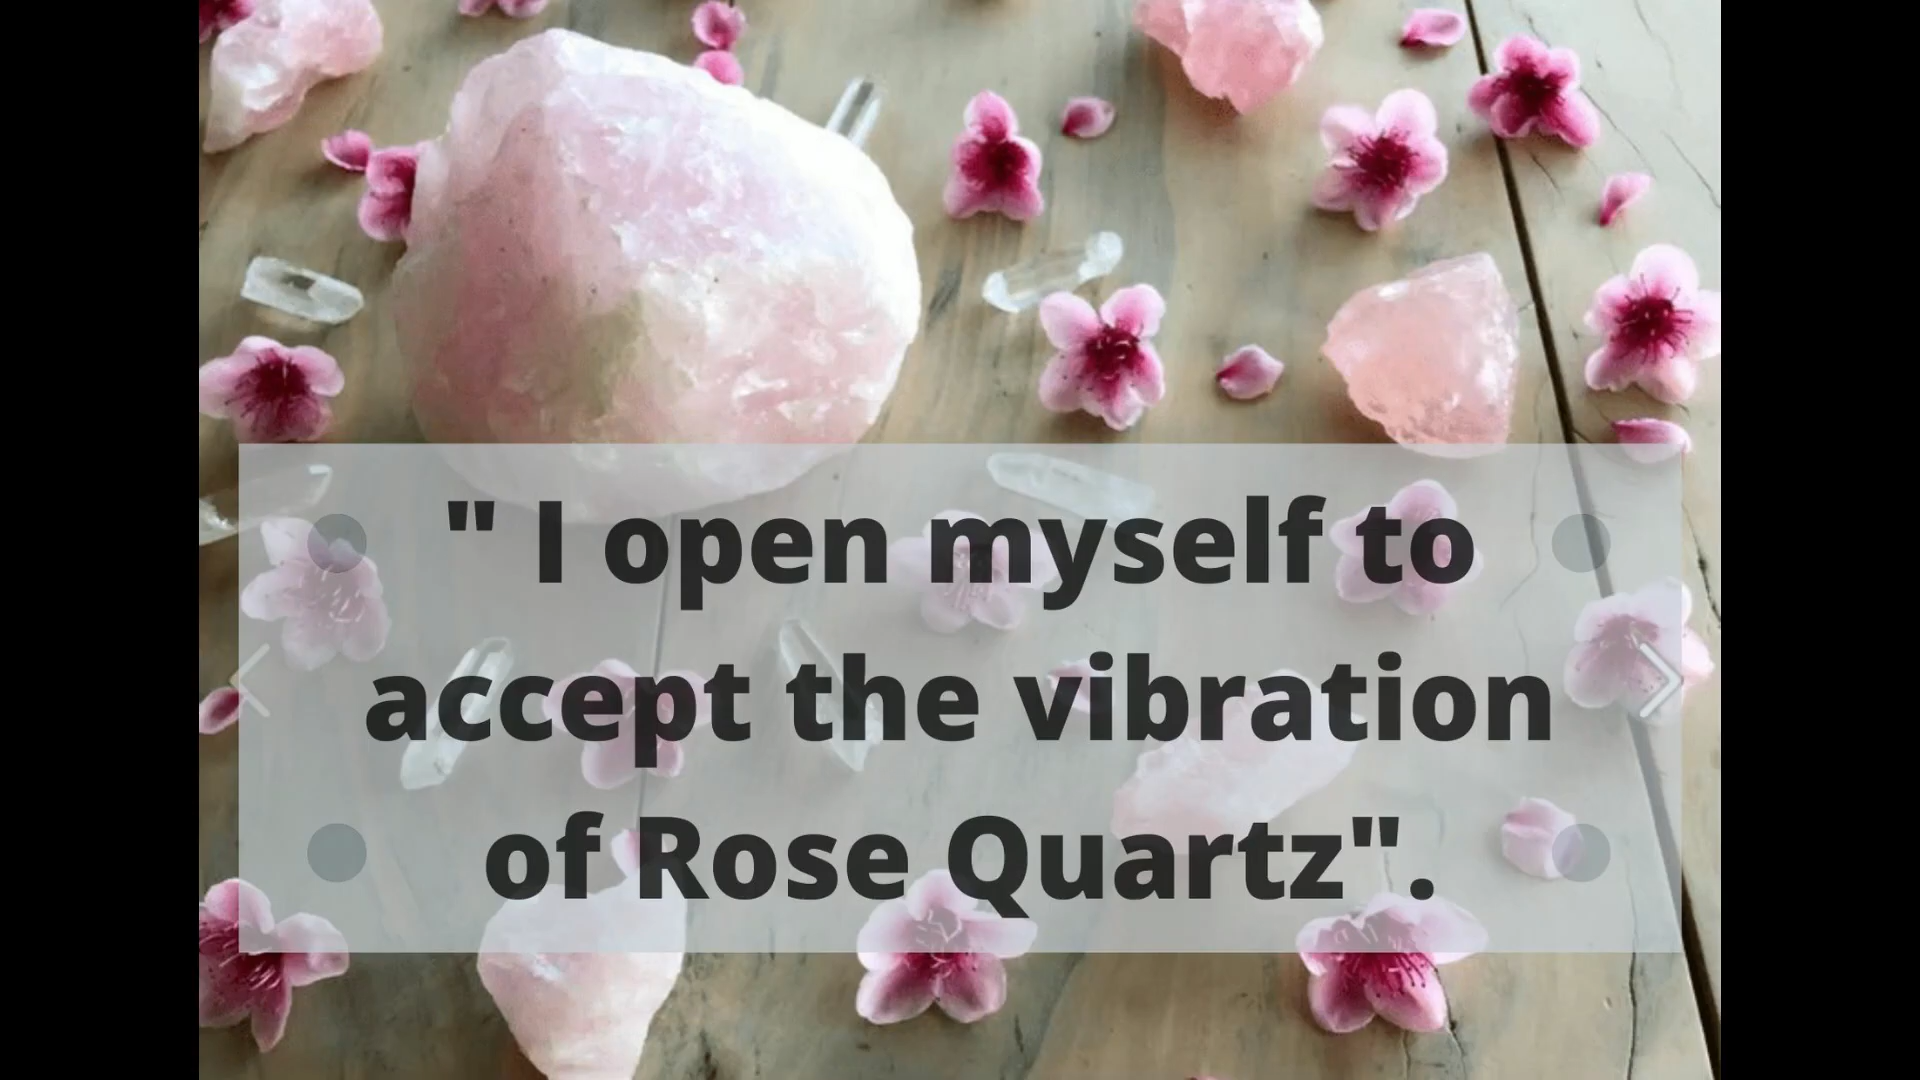 " I open myself to
accept the vibration
of Rose Quartz".